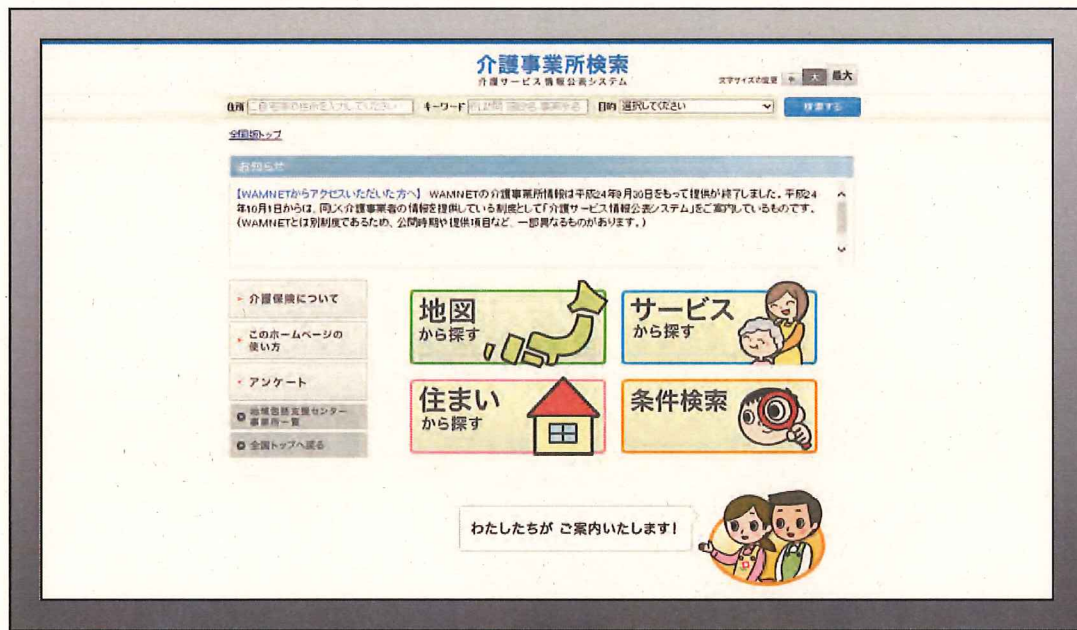 介護事業所検索
介護サービス情報公表システム
文字サイズの変更 中 大 最大
住所 キーワード 目的 選択してください 検索する
全国版トップ
お知らせ
【WAMNETからアクセスいただいた方へ】 WAMNETの介護事業所情報は平成24年9月30日をもって提供が終了しました。平成24
年10月1日からは、同じく介護事業者の情報を提供している制度として「介護サービス情報公表システム」をご案内しているものです。
(WAMNETとは別制度であるため、公開時期や提供項目など、一部異なるものがあります。)
介護保険について
このホームページの
使い方
アンケート
地域包括支援センター
事業所一覧
全国トップへ戻る
地図
から探す
サービス
から探す
住まい
から探す
条件検索
わたしたちが ご案内いたします!